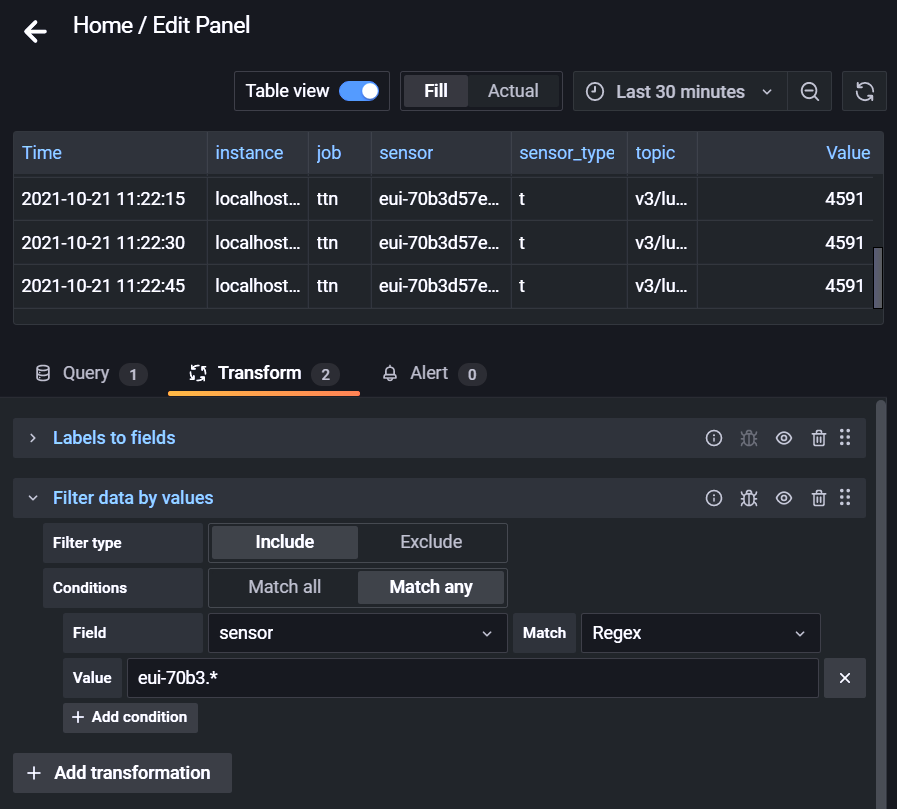 Home / Edit Panel
Table view Fill Actual Last 30 minutes
Time instance job sensor sensor_type topic Value
2021-10-21 11:22:15 localhost... ttn eui-70b3d57e... t v3/lu... 4591
2021-10-21 11:22:30 localhost... ttn eui-70b3d57e... t v3/lu... 4591
2021-10-21 11:22:45 localhost... ttn eui-70b3d57e... t v3/lu... 4591
Query 1 Transform 2 Alert 0
Labels to fields
Filter data by values
Filter type Include Exclude
Conditions Match all Match any
Field sensor Match Regex
Value eui-70b3.*
+ Add condition
+ Add transformation